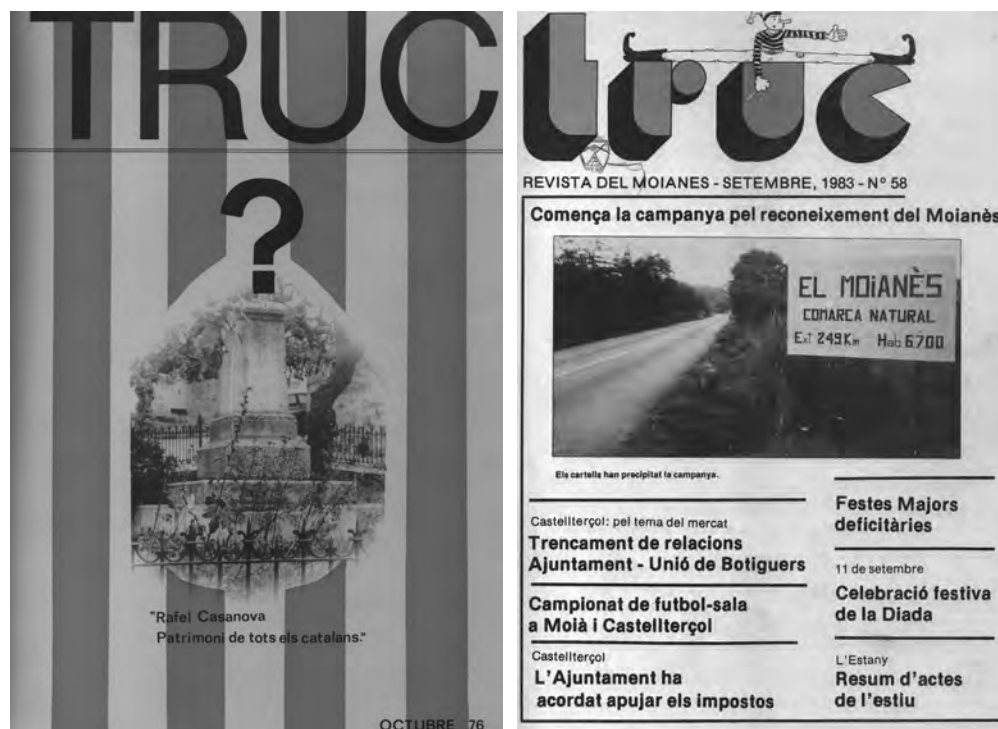 TRUC
?
"Rafel Casanova
Patrimoni de tots els catalans."
OCTUBRE 76
truc
REVISTA DEL MOIANES - SETEMBRE, 1983 - Nº 58
Comença la campanya pel reconeixement del Moianès
EL MOiANÈS
COMARCA NATURAL
Ext 249 Km Hab 6.700
Els cartells han precipitat la campanya.
Castellterçol: pel tema del mercat
Trencament de relacions
Ajuntament - Unió de Botiguers
Campionat de futbol-sala
a Moià i Castellterçol
Castellterçol
L'Ajuntament ha
acordat apujar els impostos
Festes Majors
deficitàries
11 de setembre
Celebració festiva
de la Diada
L'Estany
Resum d'actes
de l'estiu